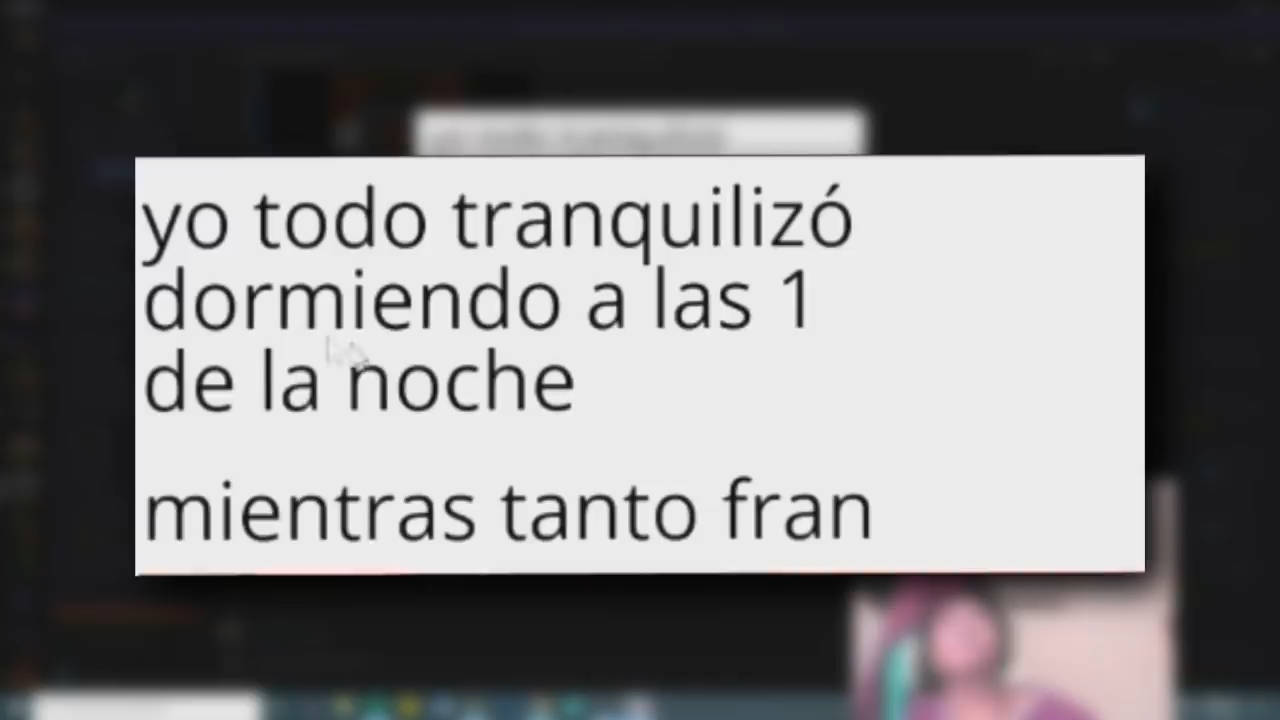 yo todo tranquilizó
dormiendo a las 1
de la noche
mientras tanto fran